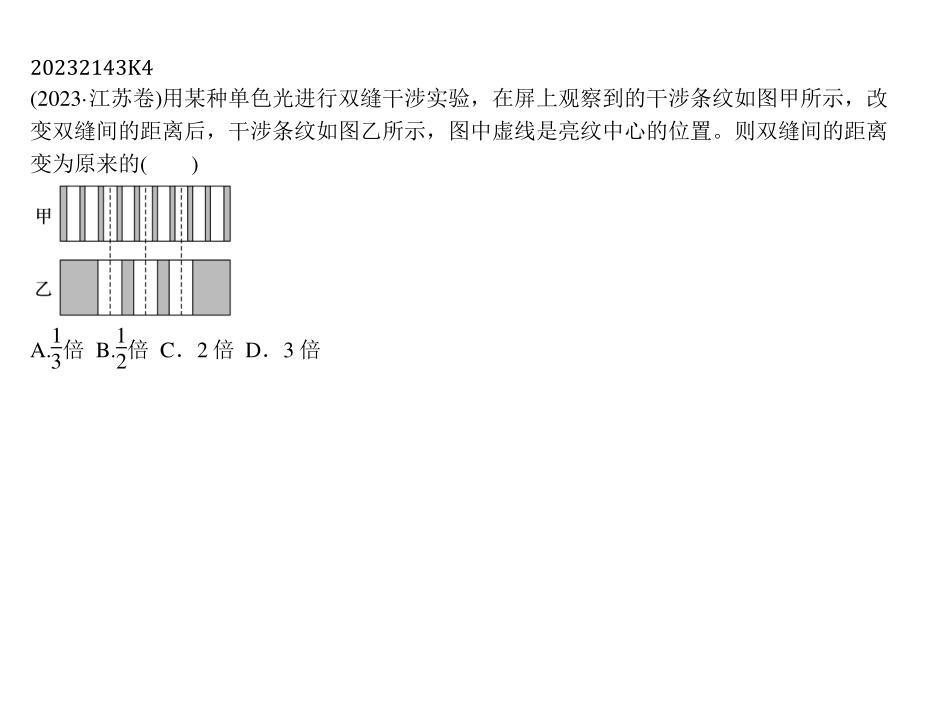 20232143K4
(2023·江苏卷)用某种单色光进行双缝干涉实验，在屏上观察到的干涉条纹如图甲所示，改
变双缝间的距离后，干涉条纹如图乙所示，图中虚线是亮纹中心的位置。则双缝间的距离
变为原来的(　　)
甲
乙
A.1/3倍 B.1/2倍 C．2倍 D．3倍